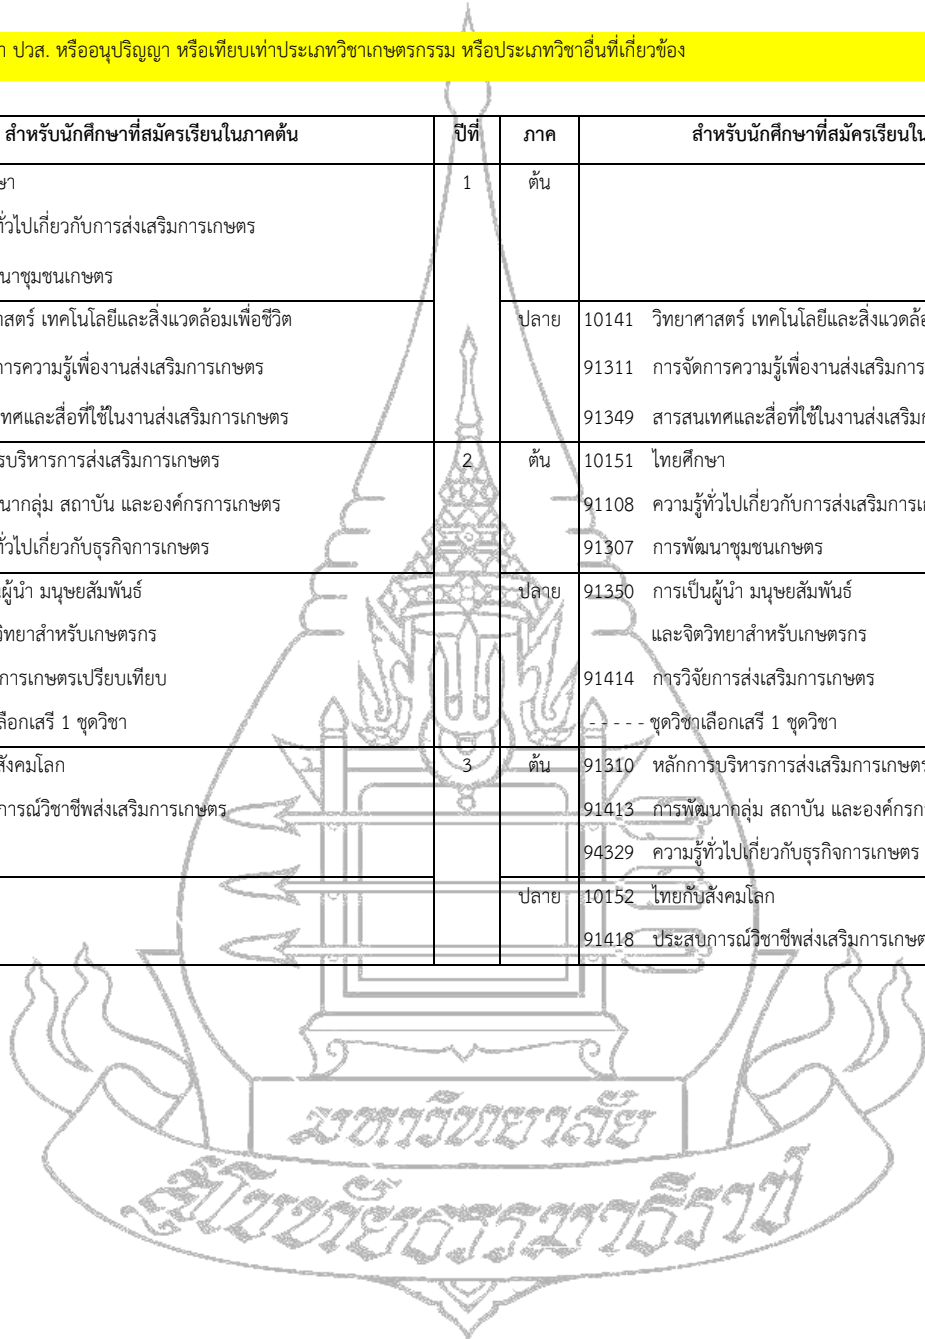 ปวส. หรืออนุปริญญา หรือเทียบเท่าประเภทวิชาเกษตรกรรม หรือประเภทวิชาอื่นที่เกี่ยวข้อง
สำหรับนักศึกษาที่สมัครเรียนในภาคต้น ปีที่ ภาค สำหรับนักศึกษาที่สมัครเรียนใน
ษา 1 ต้น
ทั่วไปเกี่ยวกับการส่งเสริมการเกษตร
นาชุมชนเกษตร
าสตร์ เทคโนโลยีและสิ่งแวดล้อมเพื่อชีวิต ปลาย 10141 วิทยาศาสตร์ เทคโนโลยีและสิ่งแวดล้อ
การความรู้เพื่องานส่งเสริมการเกษตร 91311 การจัดการความรู้เพื่องานส่งเสริมการ
เทศและสื่อที่ใช้ในงานส่งเสริมการเกษตร 91349 สารสนเทศและสื่อที่ใช้ในงานส่งเสริมก
รบริหารการส่งเสริมการเกษตร 2 ต้น 10151 ไทยศึกษา
นากลุ่ม สถาบัน และองค์กรการเกษตร 91108 ความรู้ทั่วไปเกี่ยวกับการส่งเสริมการเก
ทั่วไปเกี่ยวกับธุรกิจการเกษตร 91307 การพัฒนาชุมชนเกษตร
นผู้นำ มนุษยสัมพันธ์ ปลาย 91350 การเป็นผู้นำ มนุษยสัมพันธ์
วิทยาสำหรับเกษตรกร และจิตวิทยาสำหรับเกษตรกร
การเกษตรเปรียบเทียบ 91414 การวิจัยการส่งเสริมการเกษตร
เลือกเสรี 1 ชุดวิชา - - - - - ชุดวิชาเลือกเสรี 1 ชุดวิชา
สังคมโลก 3 ต้น 91310 หลักการบริหารการส่งเสริมการเกษตร
การณ์วิชาชีพส่งเสริมการเกษตร 91413 การพัฒนากลุ่ม สถาบัน และองค์กรก
94329 ความรู้ทั่วไปเกี่ยวกับธุรกิจการเกษตร
ปลาย 10152 ไทยกับสังคมโลก
91418 ประสบการณ์วิชาชีพส่งเสริมการเกษต
มหาวิทยาลัย
สุโขทัยธรรมาธิราช